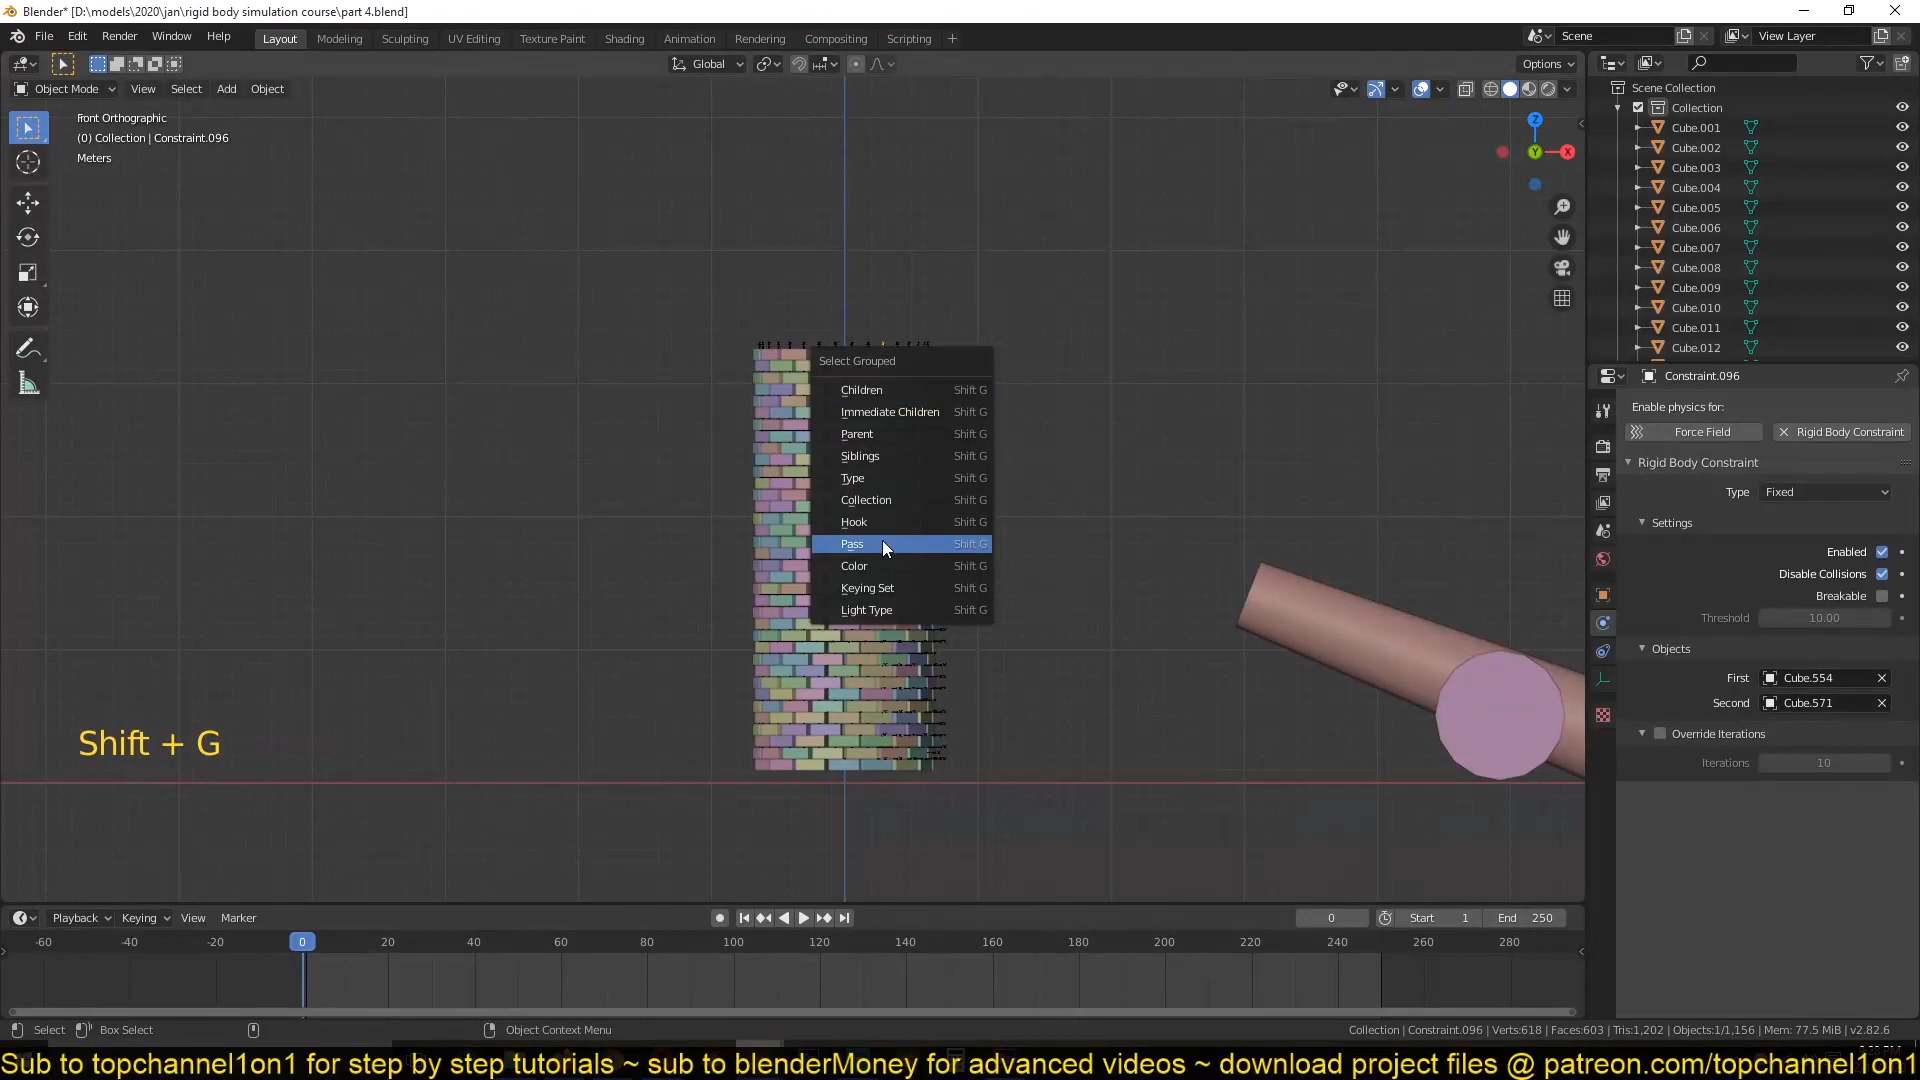 Blender* [D:\models\2020\jan\rigid body simulation course\part 4.blend]
File Edit Render Window Help Layout Modeling Sculpting UV Editing Texture Paint Shading Animation Rendering Compositing Scripting Scene View Layer
Global Options
Object Mode View Select Add Object
Front Orthographic
(0) Collection | Constraint.096
Meters
Z
Y
X
Select Grouped
Children Shift G
Immediate Children Shift G
Parent Shift G
Siblings Shift G
Type Shift G
Collection Shift G
Hook Shift G
Pass Shift G
Color Shift G
Keying Set Shift G
Light Type Shift G
Shift + G
Scene Collection
Collection
Cube.001
Cube.002
Cube.003
Cube.004
Cube.005
Cube.006
Cube.007
Cube.008
Cube.009
Cube.010
Cube.011
Cube.012
Constraint.096
Enable physics for:
Force Field Rigid Body Constraint
Rigid Body Constraint
Type Fixed
Settings
Enabled
Disable Collisions
Breakable
Threshold 10.00
Objects
First Cube.554
Second Cube.571
Override Iterations
Iterations 10
Playback Keying View Marker 0 Start 1 End 250
-60 -40 -20 0 20 40 60 80 100 120 140 160 180 200 220 240 260 280
Select Box Select Object Context Menu Collection | Constraint.096 | Verts:618 | Faces:603 | Tris:1,202 | Objects:1/1,156 | Mem: 77.5 MiB | v2.82.6
Sub to topchannel1on1 for step by step tutorials ~ sub to blenderMoney for advanced videos ~ download project files @ patreon.com/topchannel1on1